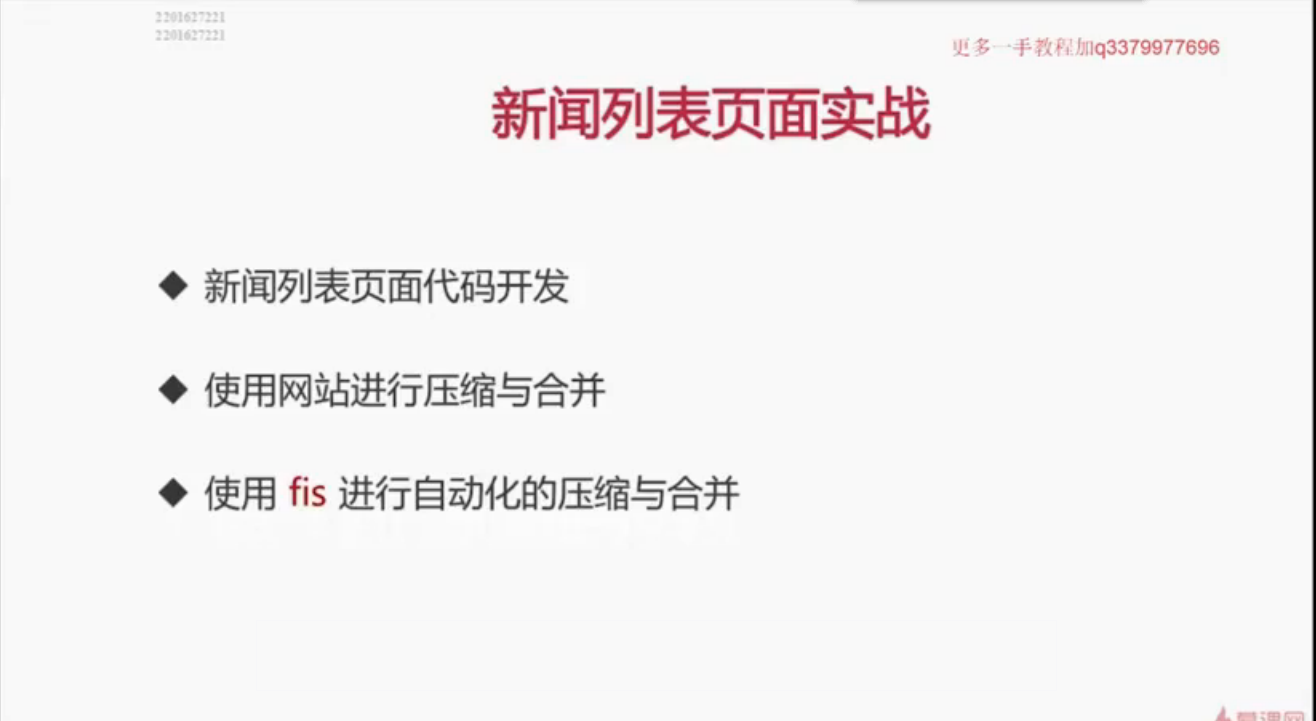 2201627221
2201627221
更多一手教程加q3379977696
新闻列表页面实战
◆ 新闻列表页面代码开发
◆ 使用网站进行压缩与合并
◆ 使用 fis 进行自动化的压缩与合并